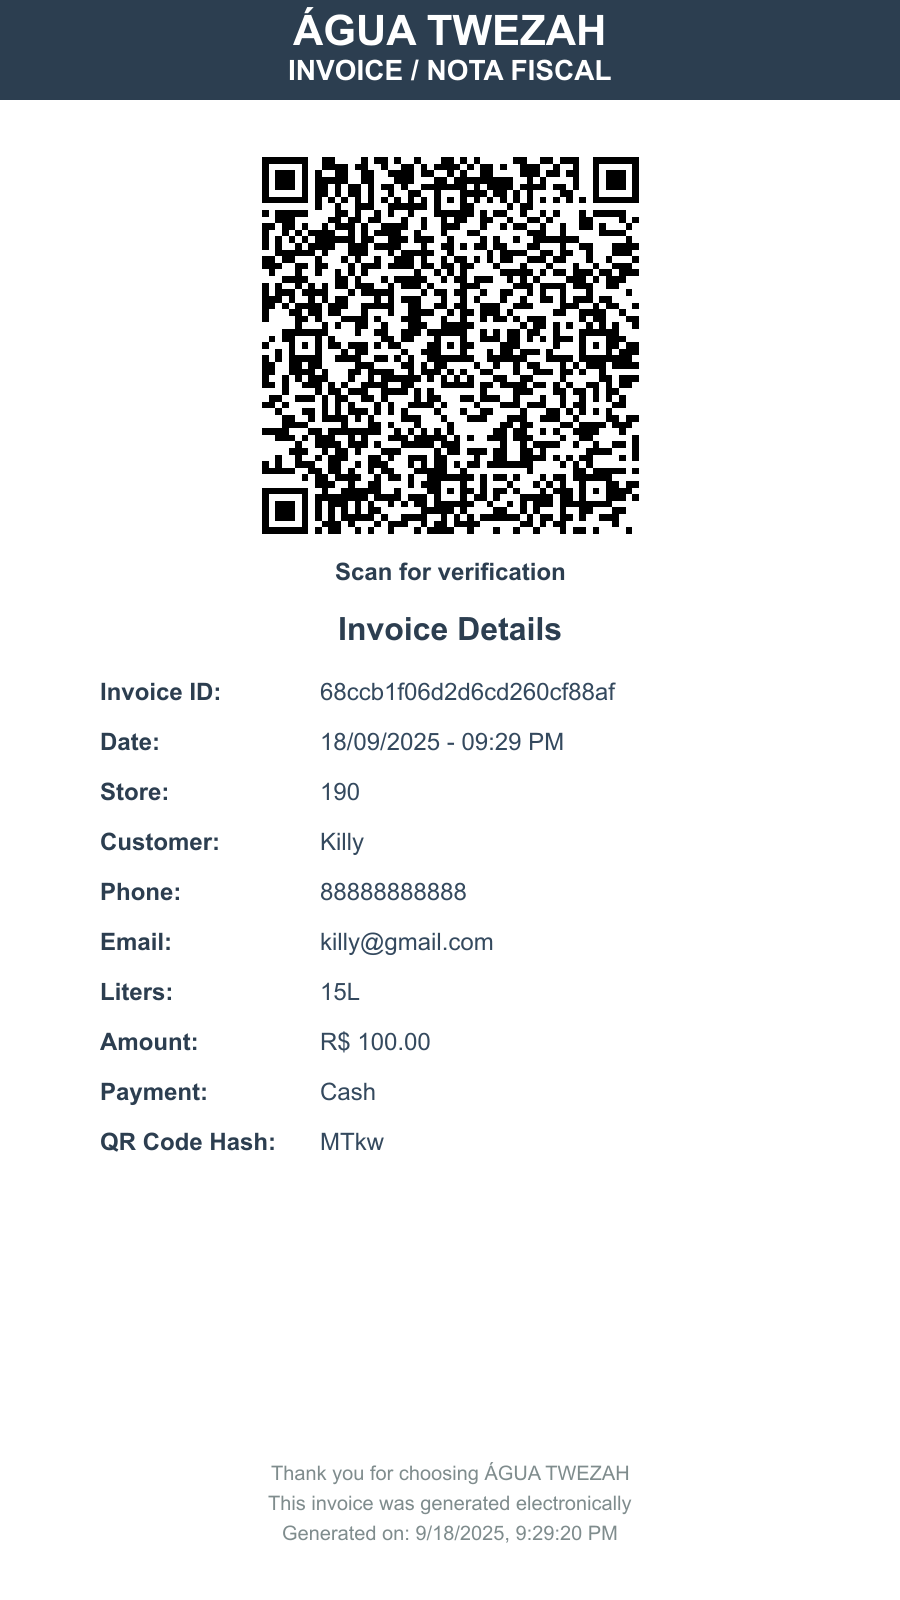 ÁGUA TWEZAH
INVOICE / NOTA FISCAL
Scan for verification
Invoice Details
Invoice ID: 68ccb1f06d2d6cd260cf88af
Date: 18/09/2025 - 09:29 PM
Store: 190
Customer: Killy
Phone: 88888888888
Email: killy@gmail.com
Liters: 15L
Amount: R$ 100.00
Payment: Cash
QR Code Hash: MTkw
Thank you for choosing ÁGUA TWEZAH
This invoice was generated electronically
Generated on: 9/18/2025, 9:29:20 PM